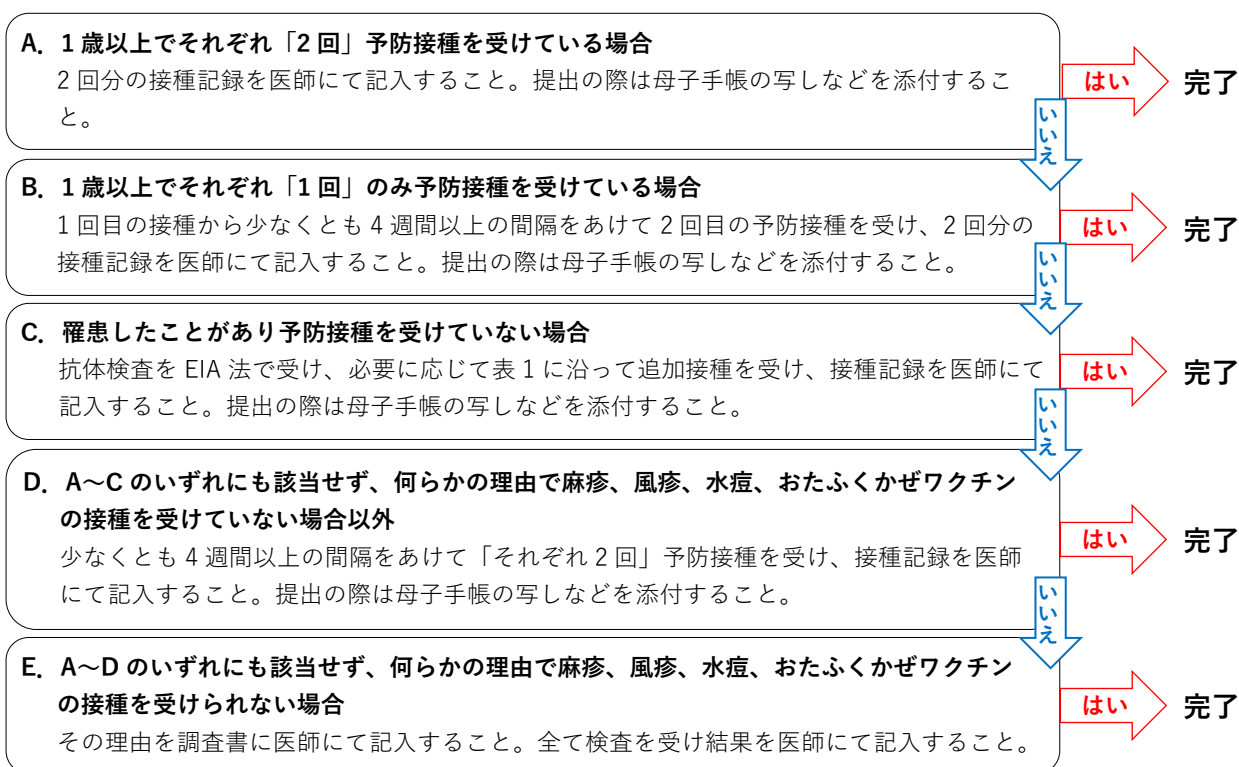 A. 1歳以上でそれぞれ「2回」予防接種を受けている場合
2回分の接種記録を医師にて記入すること。提出の際は母子手帳の写しなどを添付するこ
と。
はい
完了
いいえ
B. 1歳以上でそれぞれ「1回」のみ予防接種を受けている場合
1回目の接種から少なくとも4週間以上の間隔をあけて2回目の予防接種を受け、2回分の
接種記録を医師にて記入すること。提出の際は母子手帳の写しなどを添付すること。
はい
完了
いいえ
C. 罹患したことがあり予防接種を受けていない場合
抗体検査をEIA法で受け、必要に応じて表1に沿って追加接種を受け、接種記録を医師にて
記入すること。提出の際は母子手帳の写しなどを添付すること。
はい
完了
いいえ
D. A～Cのいずれにも該当せず、何らかの理由で麻疹、風疹、水痘、おたふくかぜワクチン
の接種を受けていない場合以外
少なくとも4週間以上の間隔をあけて「それぞれ2回」予防接種を受け、接種記録を医師
にて記入すること。提出の際は母子手帳の写しなどを添付すること。
はい
完了
いいえ
E. A～Dのいずれにも該当せず、何らかの理由で麻疹、風疹、水痘、おたふくかぜワクチン
の接種を受けられない場合
その理由を調査書に医師にて記入すること。全て検査を受け結果を医師にて記入すること。
はい
完了